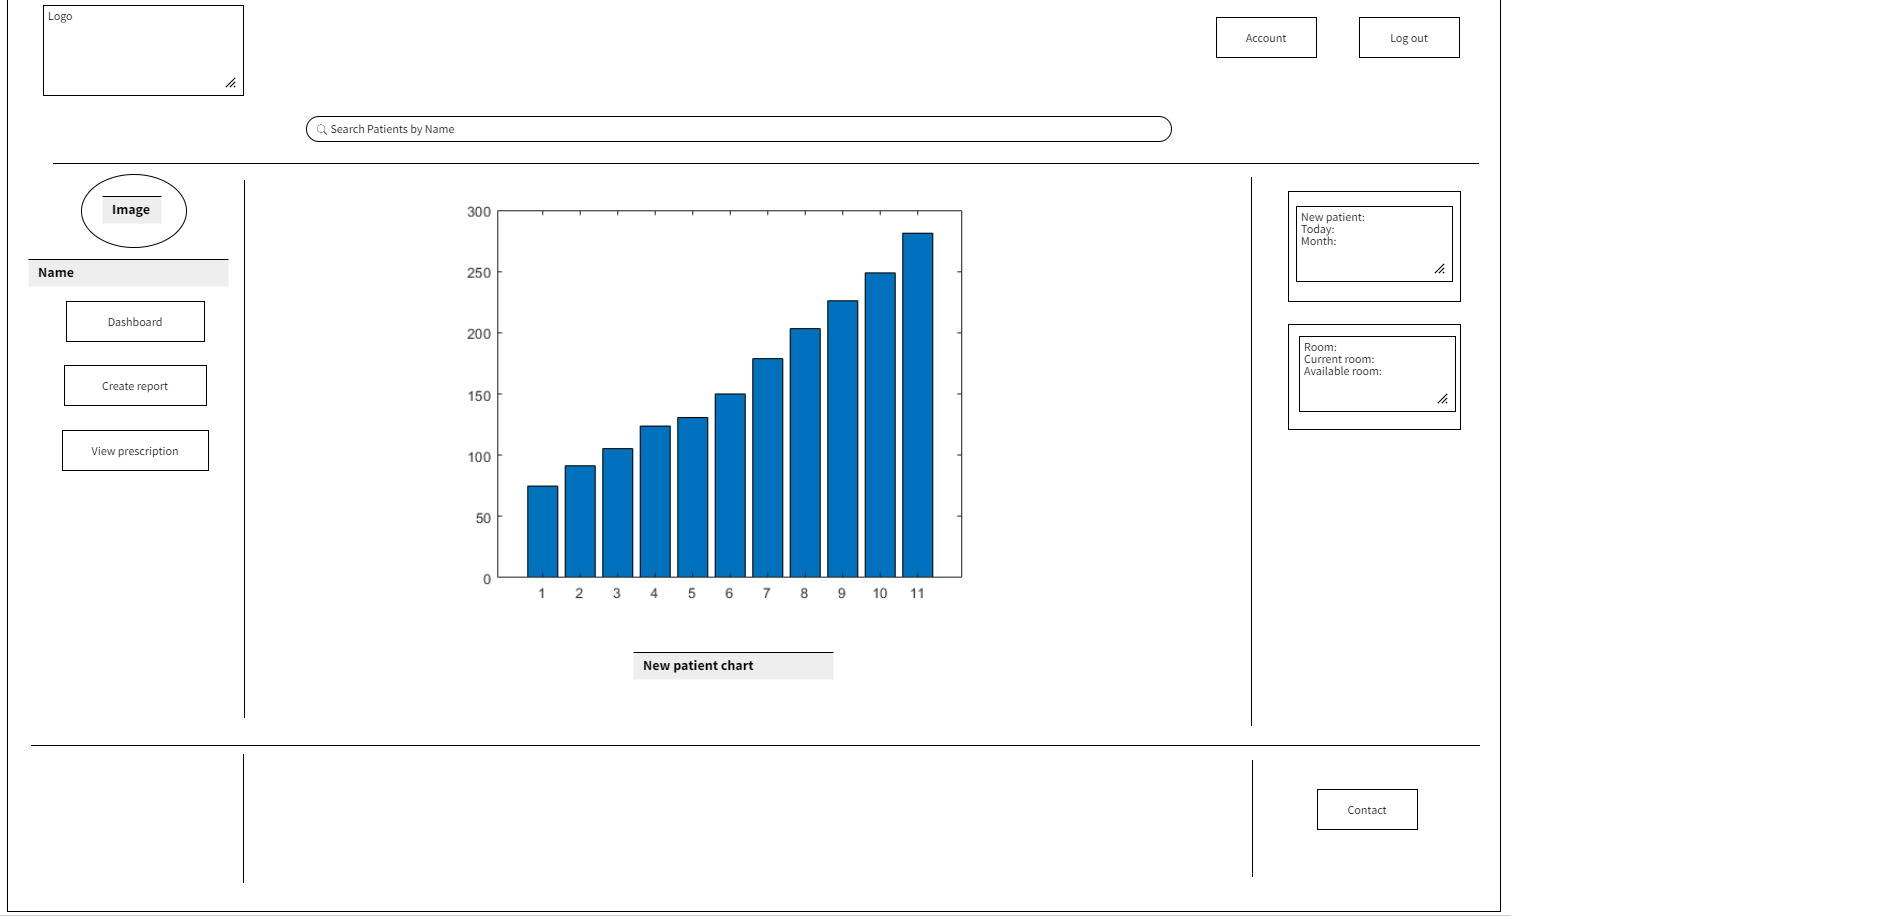 Logo
Account
Log out
Search Patients by Name
Image
Name
Dashboard
Create report
View prescription
300
250
200
150
100
50
0
1 2 3 4 5 6 7 8 9 10 11
New patient chart
New patient:
Today:
Month:
Room:
Current room:
Available room:
Contact